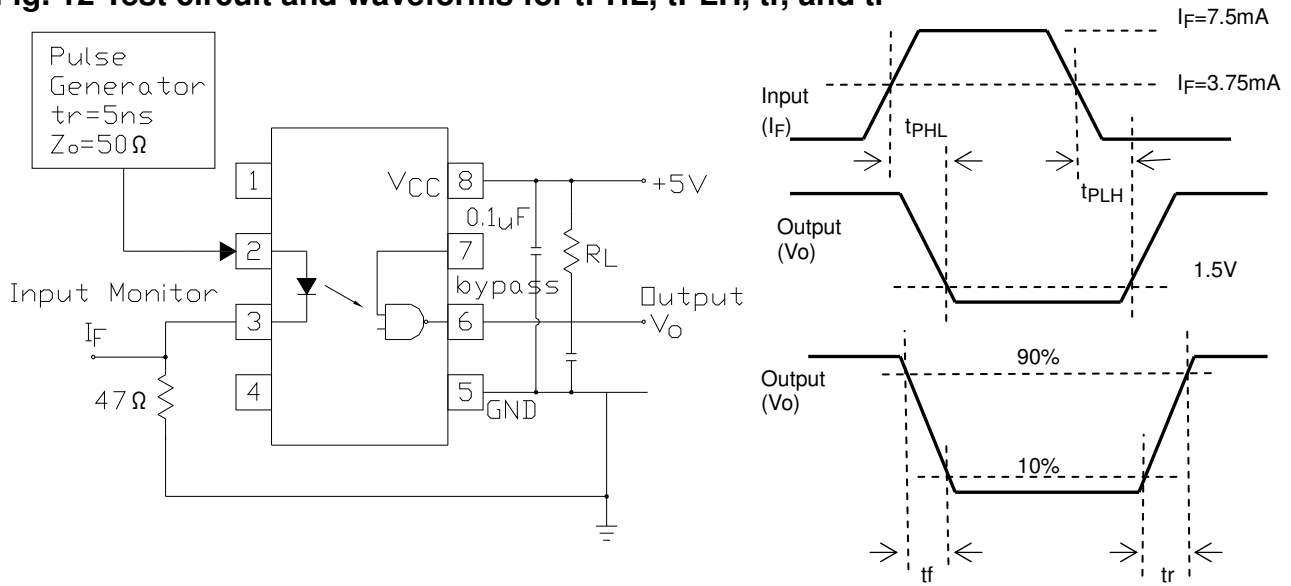 Fig. 12 Test circuit and waveforms for tPHL, tPLH, tr, and tf
Pulse
Generator
tr=5ns
Zo=50Ω
1
2
3
4
VCC 8
7
6
5
+5V
0.1uF
RL
bypass
Input Monitor
IF
47Ω
Output
Vo
GND
IF=7.5mA
IF=3.75mA
Input
(IF)
tPHL
tPLH
Output
(Vo)
1.5V
Output
(Vo)
90%
10%
tf
tr